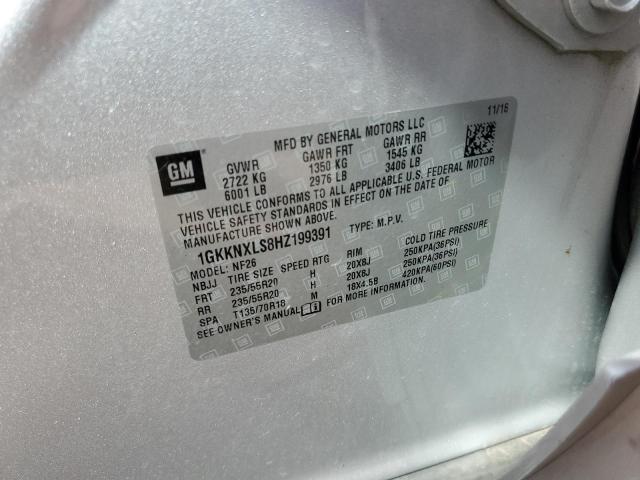 11/16
MFD BY GENERAL MOTORS LLC
GM
GVWR GAWR FRT GAWR RR
2722 KG 1350 KG 1545 KG
6001 LB 2976 LB 3406 LB
THIS VEHICLE CONFORMS TO ALL APPLICABLE U.S. FEDERAL MOTOR
VEHICLE SAFETY STANDARDS IN EFFECT ON THE DATE OF
MANUFACTURE SHOWN ABOVE.
1GKKNXLS8HZ199391 TYPE: M.P.V.
MODEL: NF26
NBJJ TIRE SIZE SPEED RTG RIM COLD TIRE PRESSURE
FRT 235/55R20 H 20X8J 250KPA(36PSI)
RR 235/55R20 H 20X8J 250KPA(36PSI)
SPA T135/70R18 M 18X4.5B 420KPA(60PSI)
SEE OWNER'S MANUAL FOR MORE INFORMATION.